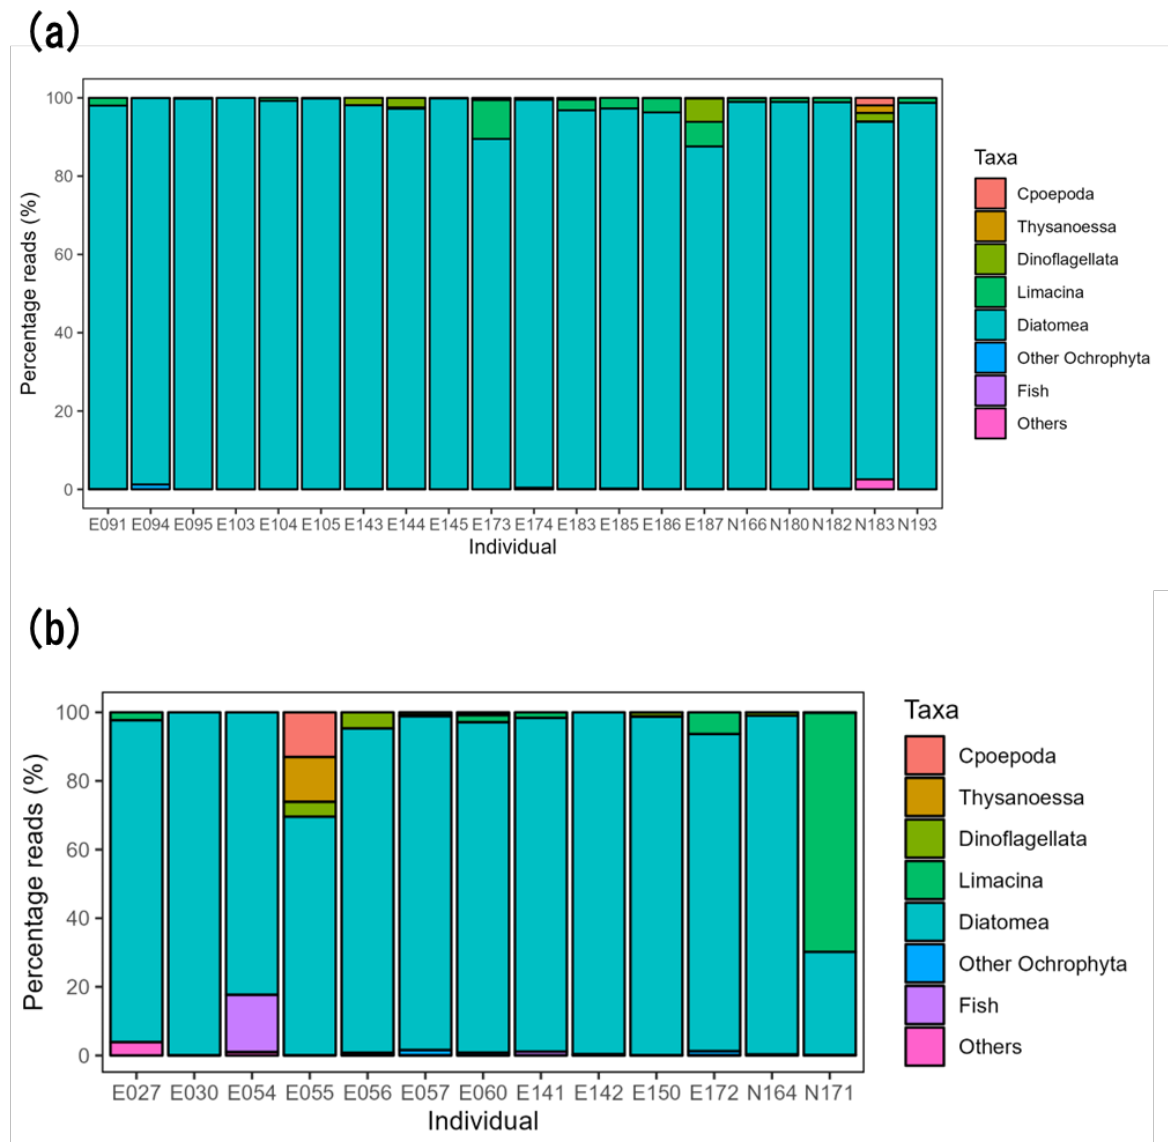 (a)
100
80
60
40
20
0
Percentage reads (%)
E091 E094 E095 E103 E104 E105 E143 E144 E145 E173 E174 E183 E185 E186 E187 N166 N180 N182 N183 N193
Individual
Taxa
Cpoepoda
Thysanoessa
Dinoflagellata
Limacina
Diatomea
Other Ochrophyta
Fish
Others
(b)
100
80
60
40
20
0
Percentage reads (%)
E027 E030 E054 E055 E056 E057 E060 E141 E142 E150 E172 N164 N171
Individual
Taxa
Cpoepoda
Thysanoessa
Dinoflagellata
Limacina
Diatomea
Other Ochrophyta
Fish
Others